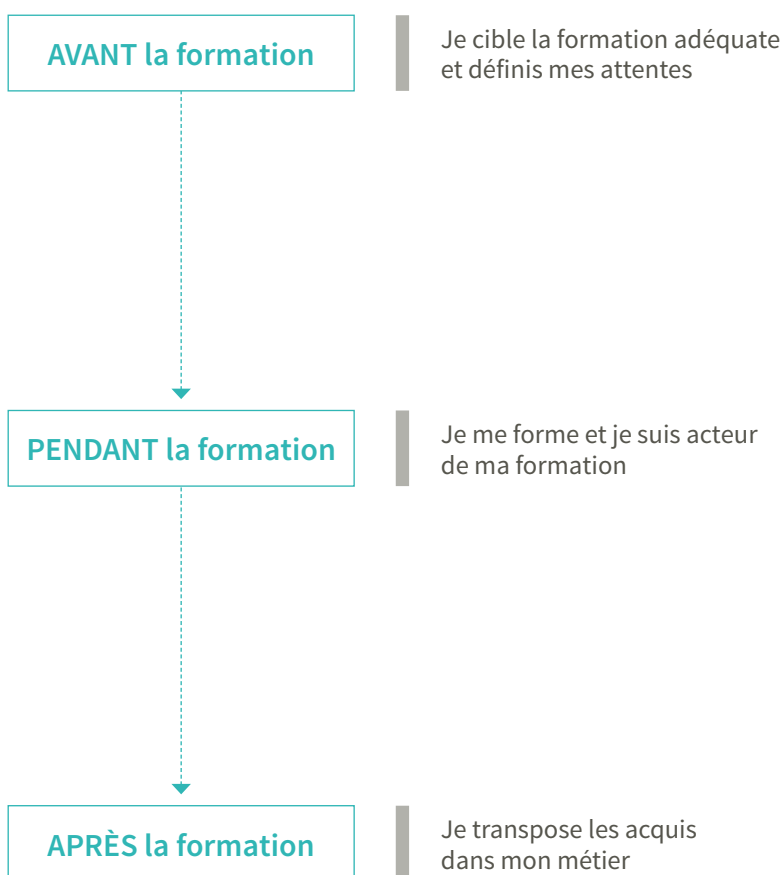 AVANT la formation
Je cible la formation adéquate
et définis mes attentes
PENDANT la formation
Je me forme et je suis acteur
de ma formation
APRÈS la formation
Je transpose les acquis
dans mon métier